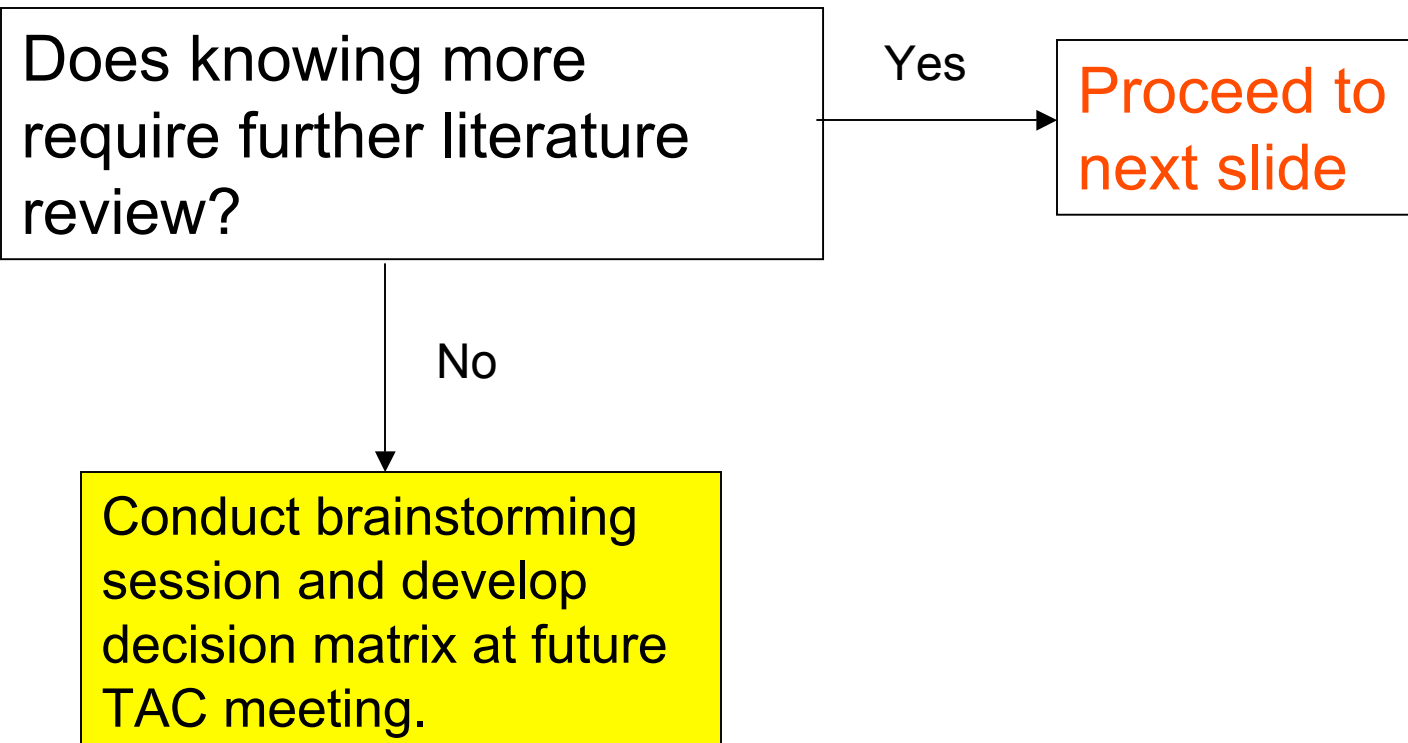 Does knowing more
require further literature
review?
Yes
Proceed to
next slide
No
Conduct brainstorming
session and develop
decision matrix at future
TAC meeting.